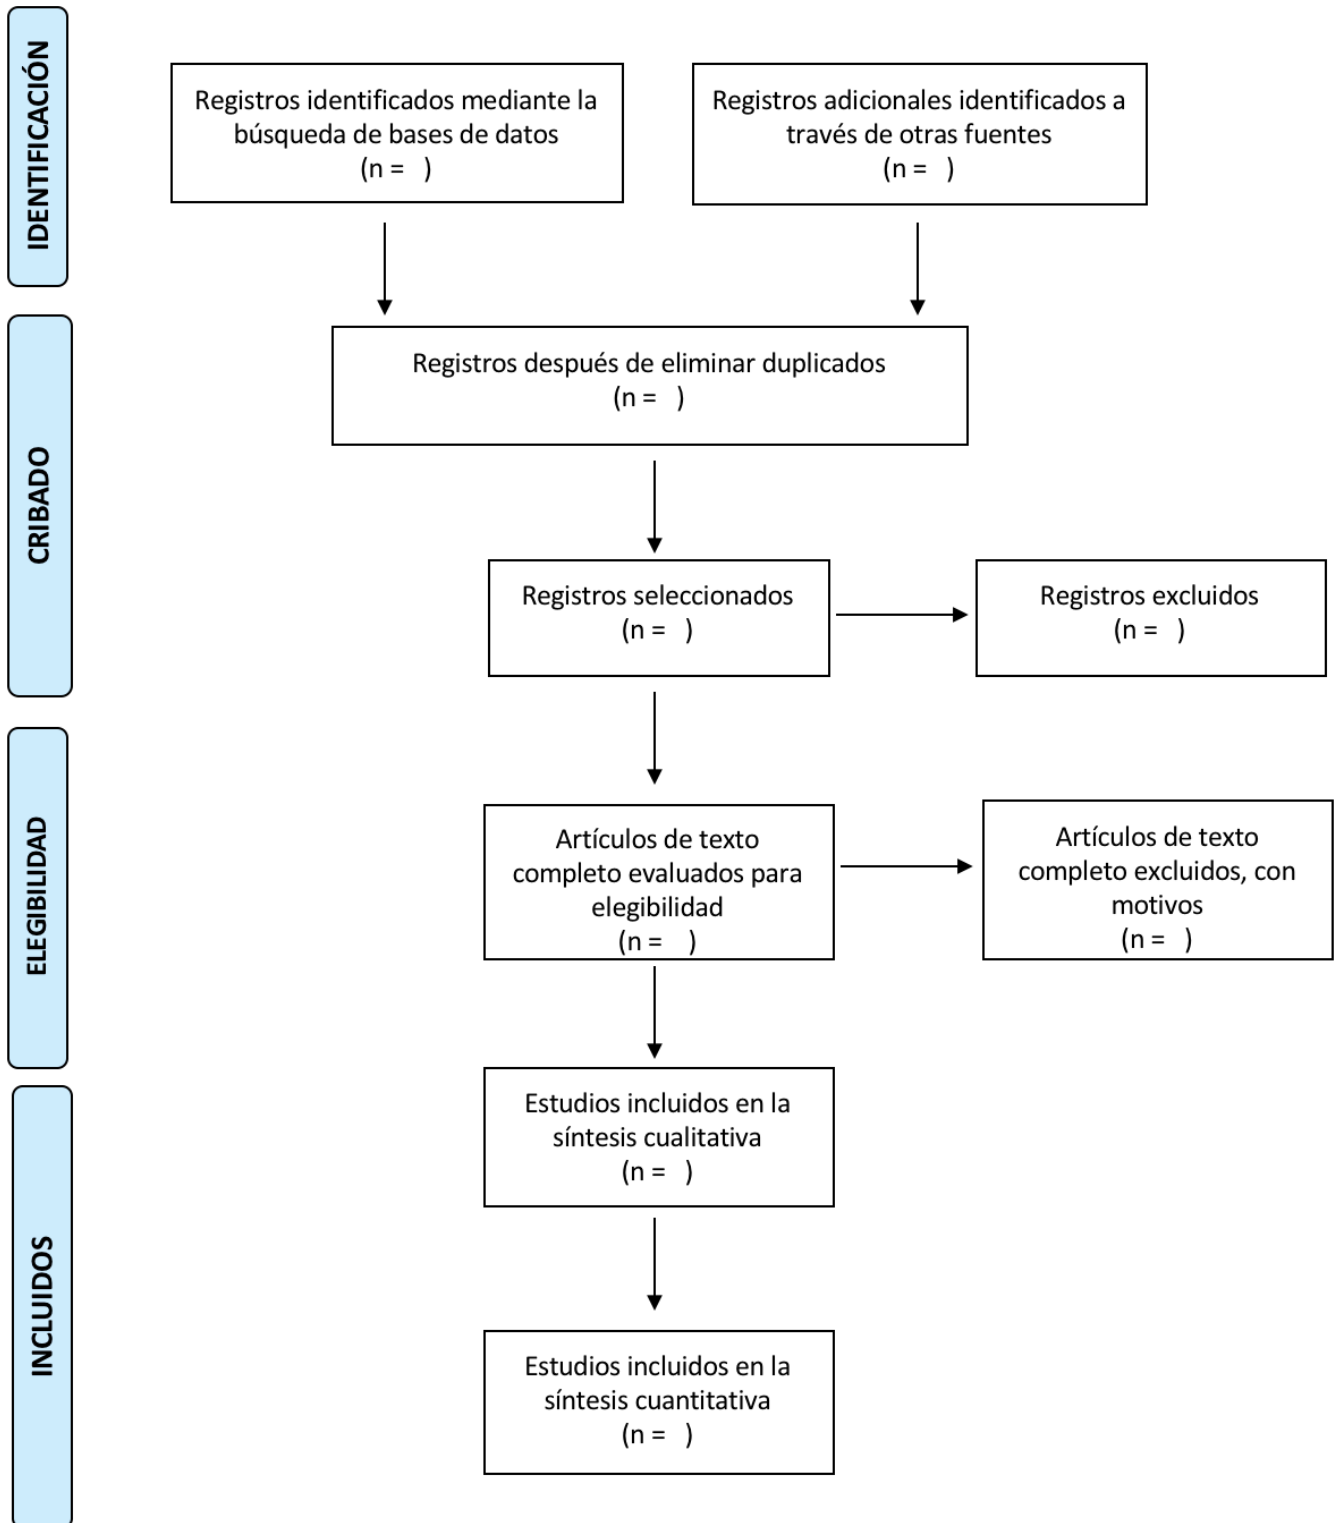 IDENTIFICACIÓN
Registros identificados mediante la
búsqueda de bases de datos
(n =   )
Registros adicionales identificados a
través de otras fuentes
(n =   )
CRIBADO
Registros después de eliminar duplicados
(n =   )
Registros seleccionados
(n =   )
Registros excluidos
(n =   )
ELEGIBILIDAD
Artículos de texto
completo evaluados para
elegibilidad
(n =    )
Artículos de texto
completo excluidos, con
motivos
(n =   )
INCLUIDOS
Estudios incluidos en la
síntesis cualitativa
(n =   )
Estudios incluidos en la
síntesis cuantitativa
(n =   )